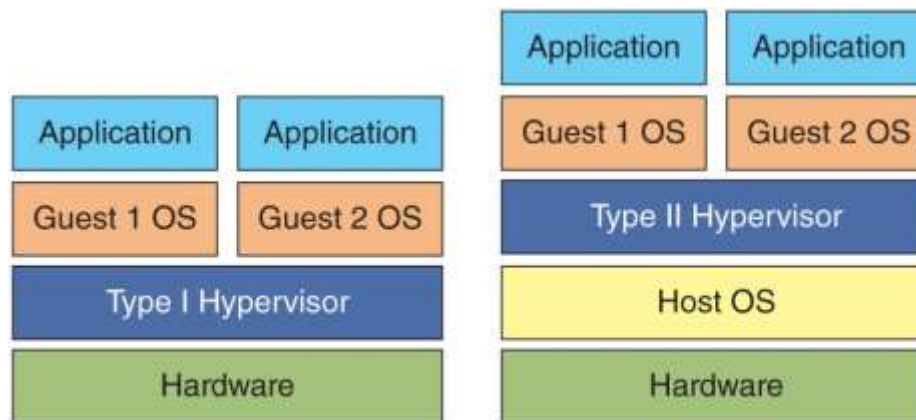 Application Application
Guest 1 OS Guest 2 OS
Type I Hypervisor
Hardware
Application Application
Guest 1 OS Guest 2 OS
Type II Hypervisor
Host OS
Hardware